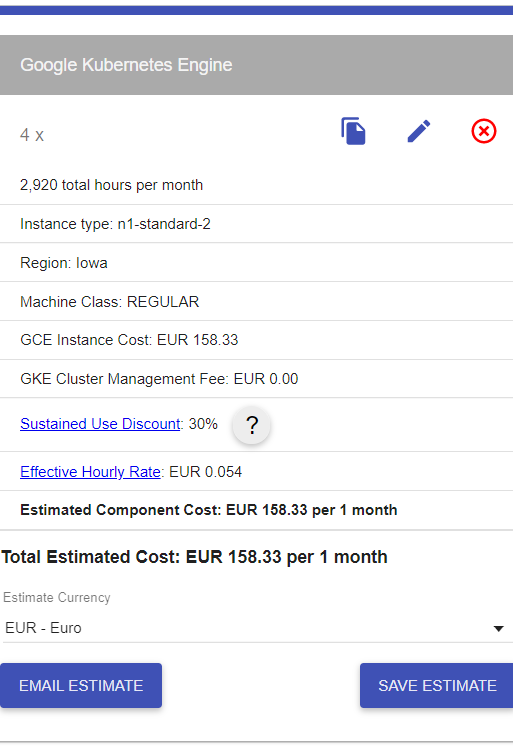 Google Kubernetes Engine
4 x
2,920 total hours per month
Instance type: n1-standard-2
Region: Iowa
Machine Class: REGULAR
GCE Instance Cost: EUR 158.33
GKE Cluster Management Fee: EUR 0.00
Sustained Use Discount: 30% ?
Effective Hourly Rate: EUR 0.054
Estimated Component Cost: EUR 158.33 per 1 month
Total Estimated Cost: EUR 158.33 per 1 month
Estimate Currency
EUR - Euro
EMAIL ESTIMATE SAVE ESTIMATE